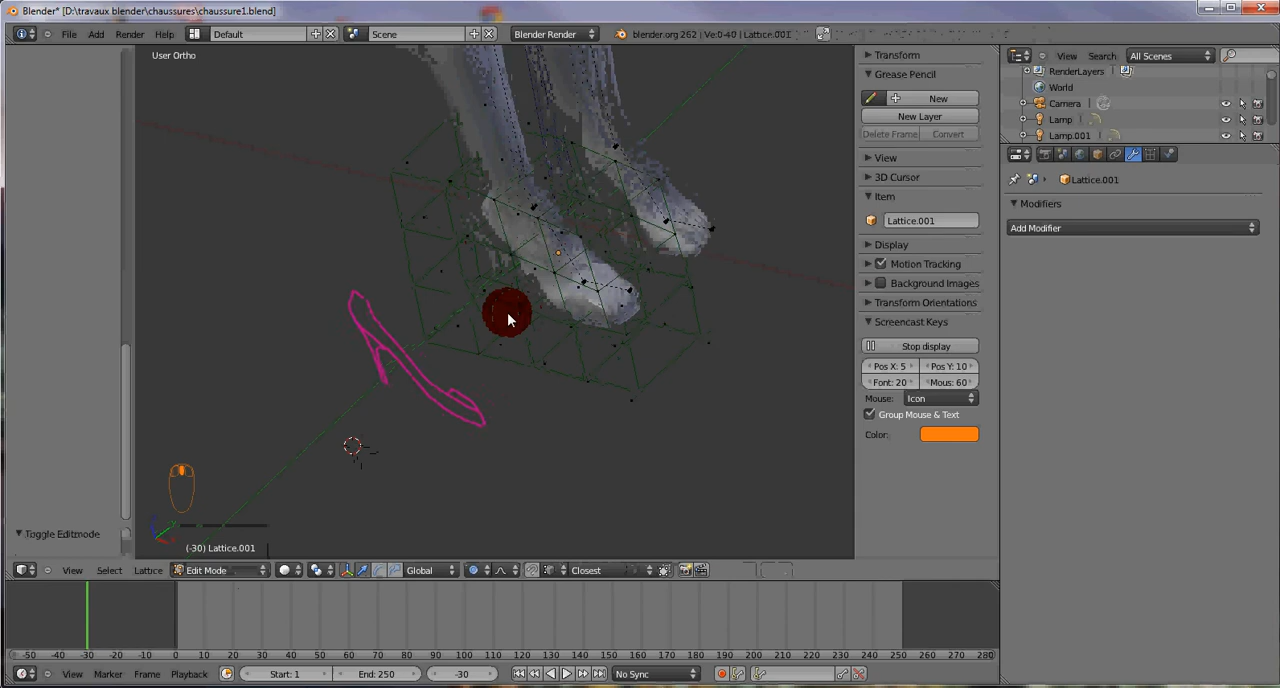 Blender* [D:\travaux blender\chaussures\chaussure1.blend]
File Add Render Help Default Scene Blender Render blender.org 262 | Ve:0-40 | Lattice.001
User Ortho
Transform
Grease Pencil
New
New Layer
Delete Frame Convert
View
3D Cursor
Item
Lattice.001
Display
Motion Tracking
Background Images
Transform Orientations
Screencast Keys
Stop display
Pos X: 5 Pos Y: 10
Font: 20 Mous: 60
Mouse: Icon
Group Mouse & Text
Color:
View Search All Scenes
RenderLayers
World
Camera
Lamp
Lamp.001
Lattice.001
Modifiers
Add Modifier
Toggle Editmode
(-30) Lattice.001
View Select Lattice Edit Mode Global Closest
-50 -40 -30 -20 -10 0 10 20 30 40 50 60 70 80 90 100 110 120 130 140 150 160 170 180 190 200 210 220 230 240 250 260 270 280
View Marker Frame Playback Start: 1 End: 250 -30 No Sync